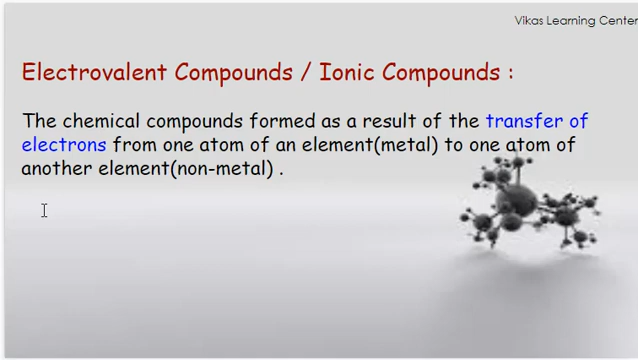 Vikas Learning Center
Electrovalent Compounds / Ionic Compounds :
The chemical compounds formed as a result of the transfer of
electrons from one atom of an element(metal) to one atom of
another element(non-metal) .